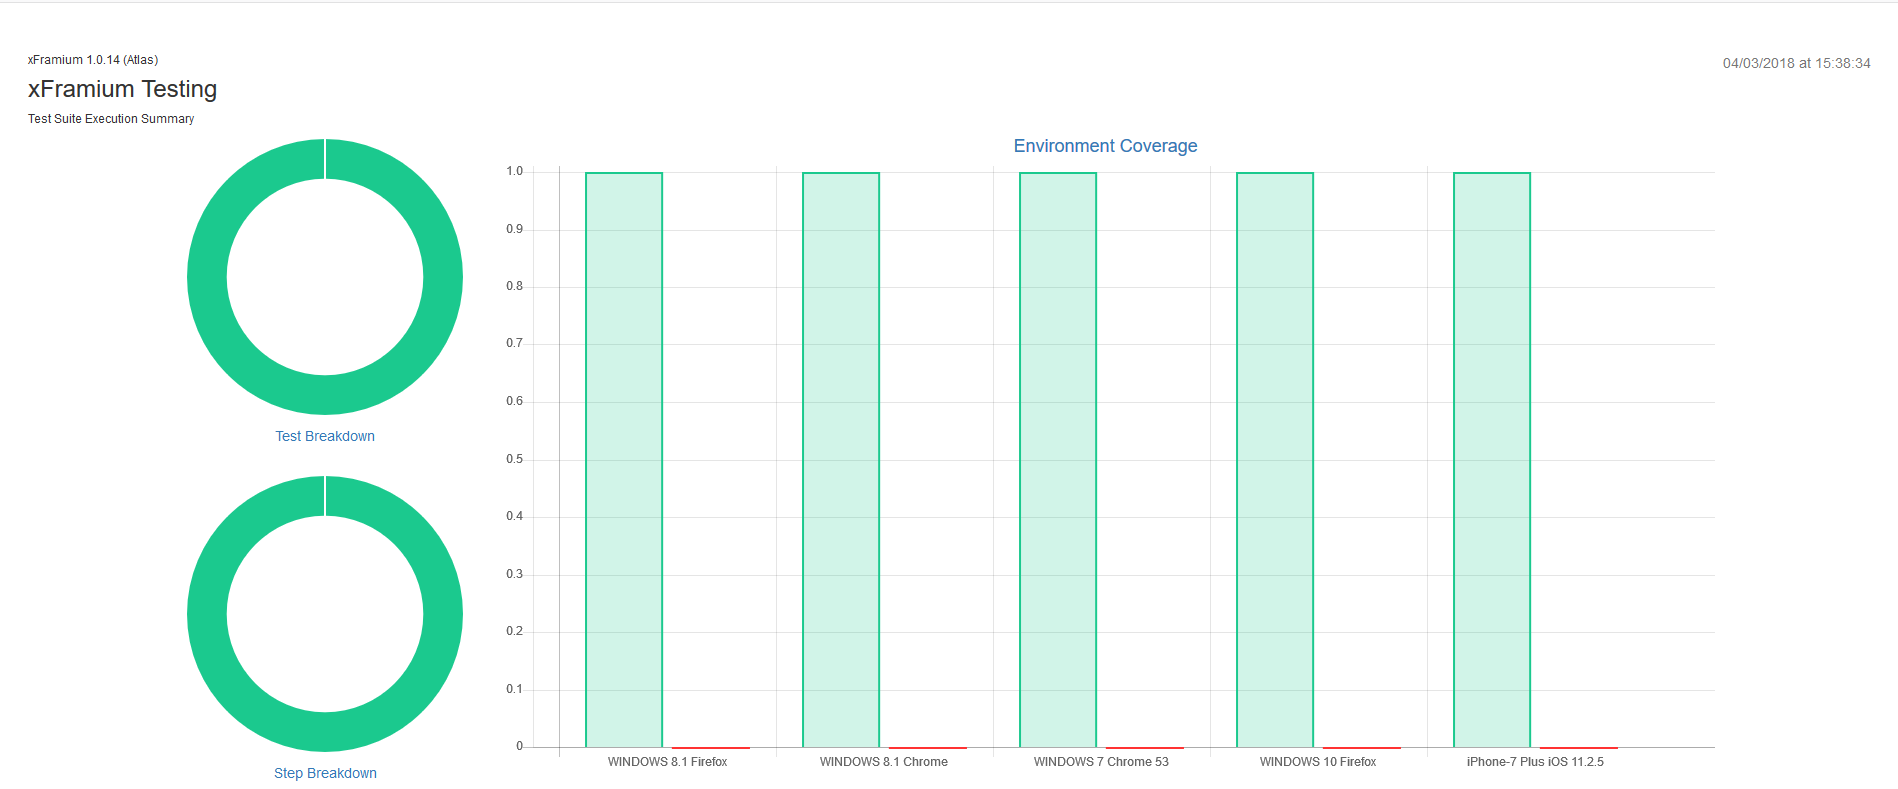 xFramium 1.0.14 (Atlas)
04/03/2018 at 15:38:34
xFramium Testing
Test Suite Execution Summary
Environment Coverage
1.0
0.9
0.8
0.7
0.6
0.5
0.4
0.3
0.2
0.1
0
WINDOWS 8.1 Firefox
WINDOWS 8.1 Chrome
WINDOWS 7 Chrome 53
WINDOWS 10 Firefox
iPhone-7 Plus iOS 11.2.5
Test Breakdown
Step Breakdown